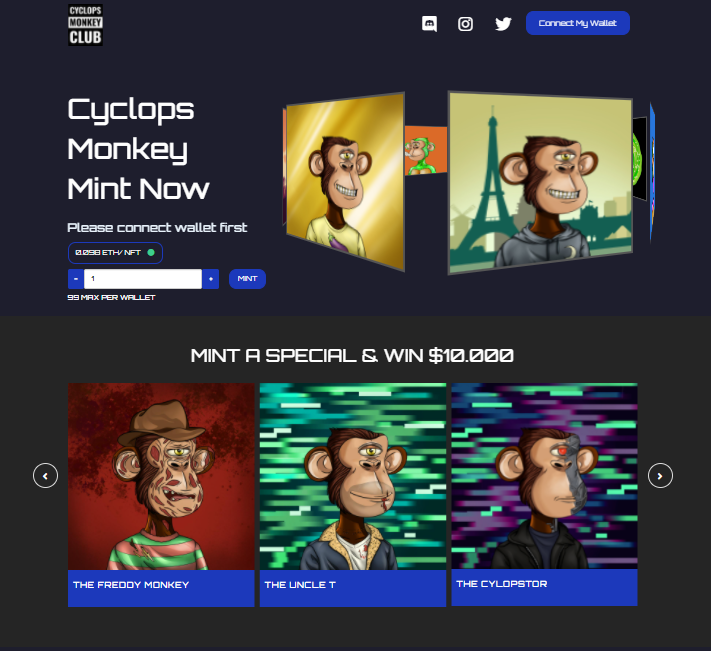 CYCLOPS
MONKEY
CLUB
Connect My Wallet
Cyclops
Monkey
Mint Now
Please connect wallet first
0.098 ETH/ NFT
- 1 + MINT
99 MAX PER WALLET
MINT A SPECIAL & WIN $10.000
THE FREDDY MONKEY
THE UNCLE T
THE CYLOPSTOR